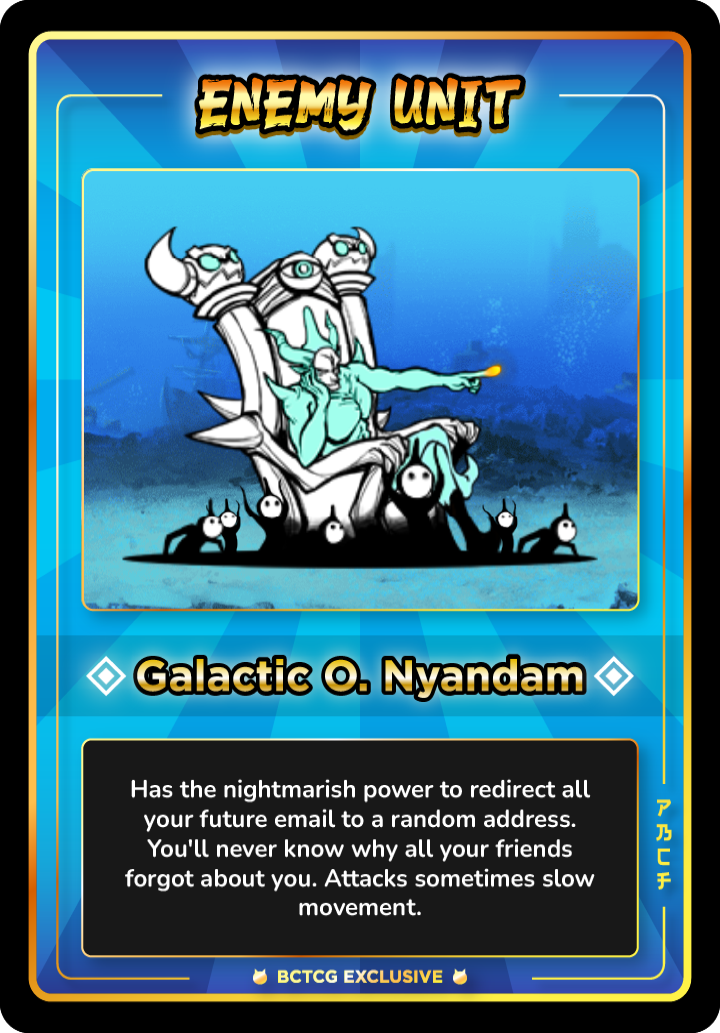 ENEMY UNIT
Galactic O. Nyandam
Has the nightmarish power to redirect all
your future email to a random address.
You'll never know why all your friends
forgot about you. Attacks sometimes slow
movement.
BCTCG EXCLUSIVE